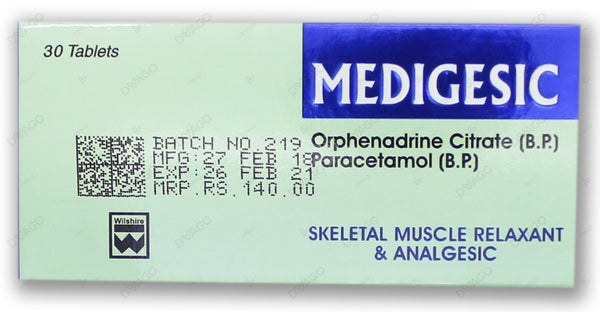 30 Tablets
MEDIGESIC
Orphenadrine Citrate (B.P.)
Paracetamol (B.P.)
BATCH NO.219
MFG:27 FEB 18
EXP:26 FEB 21
MRP.RS.140.00
Wilshire
SKELETAL MUSCLE RELAXANT
& ANALGESIC
DVAGO